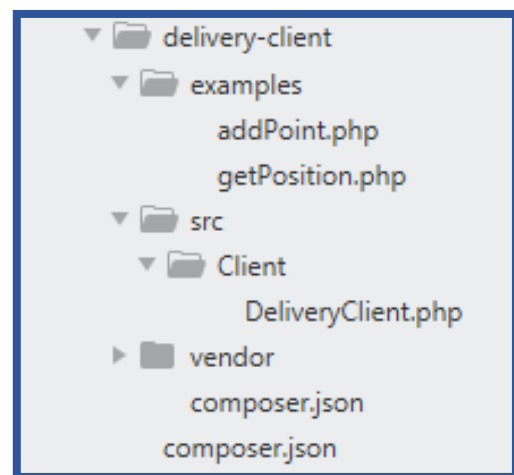 delivery-client
examples
addPoint.php
getPosition.php
src
Client
DeliveryClient.php
vendor
composer.json
composer.json